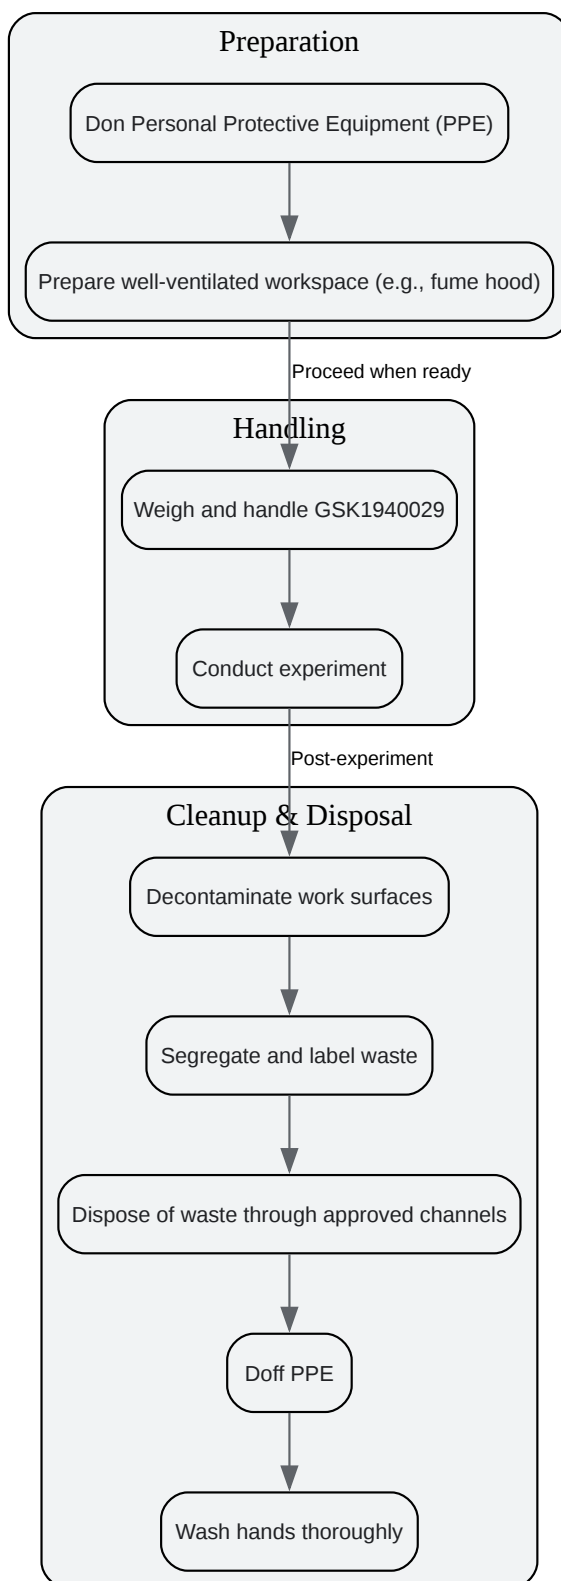 Preparation
Don Personal Protective Equipment (PPE)
Prepare well-ventilated workspace (e.g., fume hood)
Proceed when ready
Handling
Weigh and handle GSK1940029
Conduct experiment
Post-experiment
Cleanup & Disposal
Decontaminate work surfaces
Segregate and label waste
Dispose of waste through approved channels
Doff PPE
Wash hands thoroughly